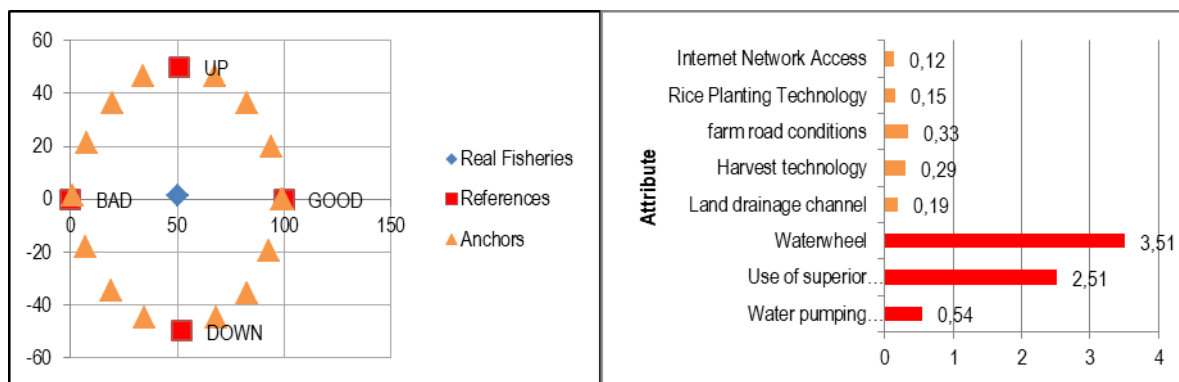 60
40
20
0
-20
-40
-60
0
50
100
150
UP
BAD
GOOD
DOWN
Real Fisheries
References
Anchors
Attribute
Internet Network Access
0,12
Rice Planting Technology
0,15
farm road conditions
0,33
Harvest technology
0,29
Land drainage channel
0,19
Waterwheel
3,51
Use of superior...
2,51
Water pumping...
0,54
0
1
2
3
4